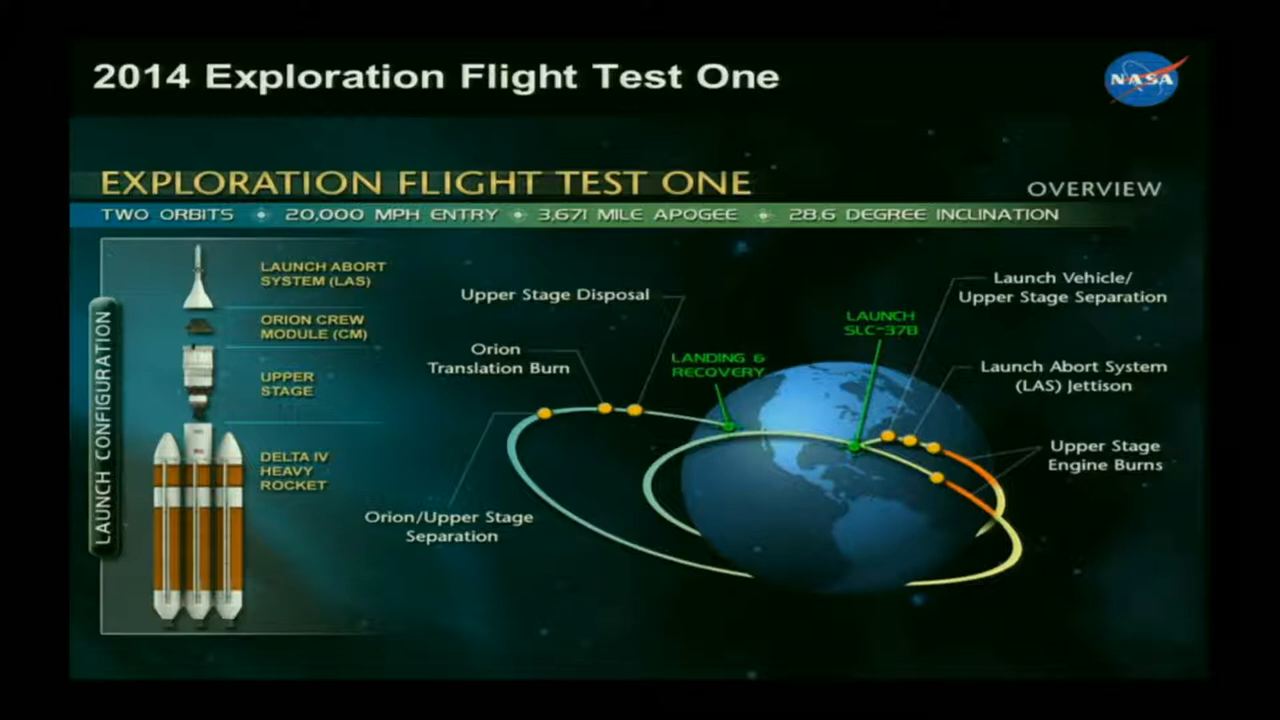 2014 Exploration Flight Test One
NASA
EXPLORATION FLIGHT TEST ONE
OVERVIEW
TWO ORBITS 20,000 MPH ENTRY 3,671 MILE APOGEE 28.6 DEGREE INCLINATION
LAUNCH CONFIGURATION
LAUNCH ABORT
SYSTEM (LAS)
ORION CREW
MODULE (CM)
UPPER
STAGE
DELTA IV
HEAVY
ROCKET
Upper Stage Disposal
Orion
Translation Burn
Orion/Upper Stage
Separation
LANDING &
RECOVERY
LAUNCH
SLC-37B
Launch Vehicle/
Upper Stage Separation
Launch Abort System
(LAS) Jettison
Upper Stage
Engine Burns